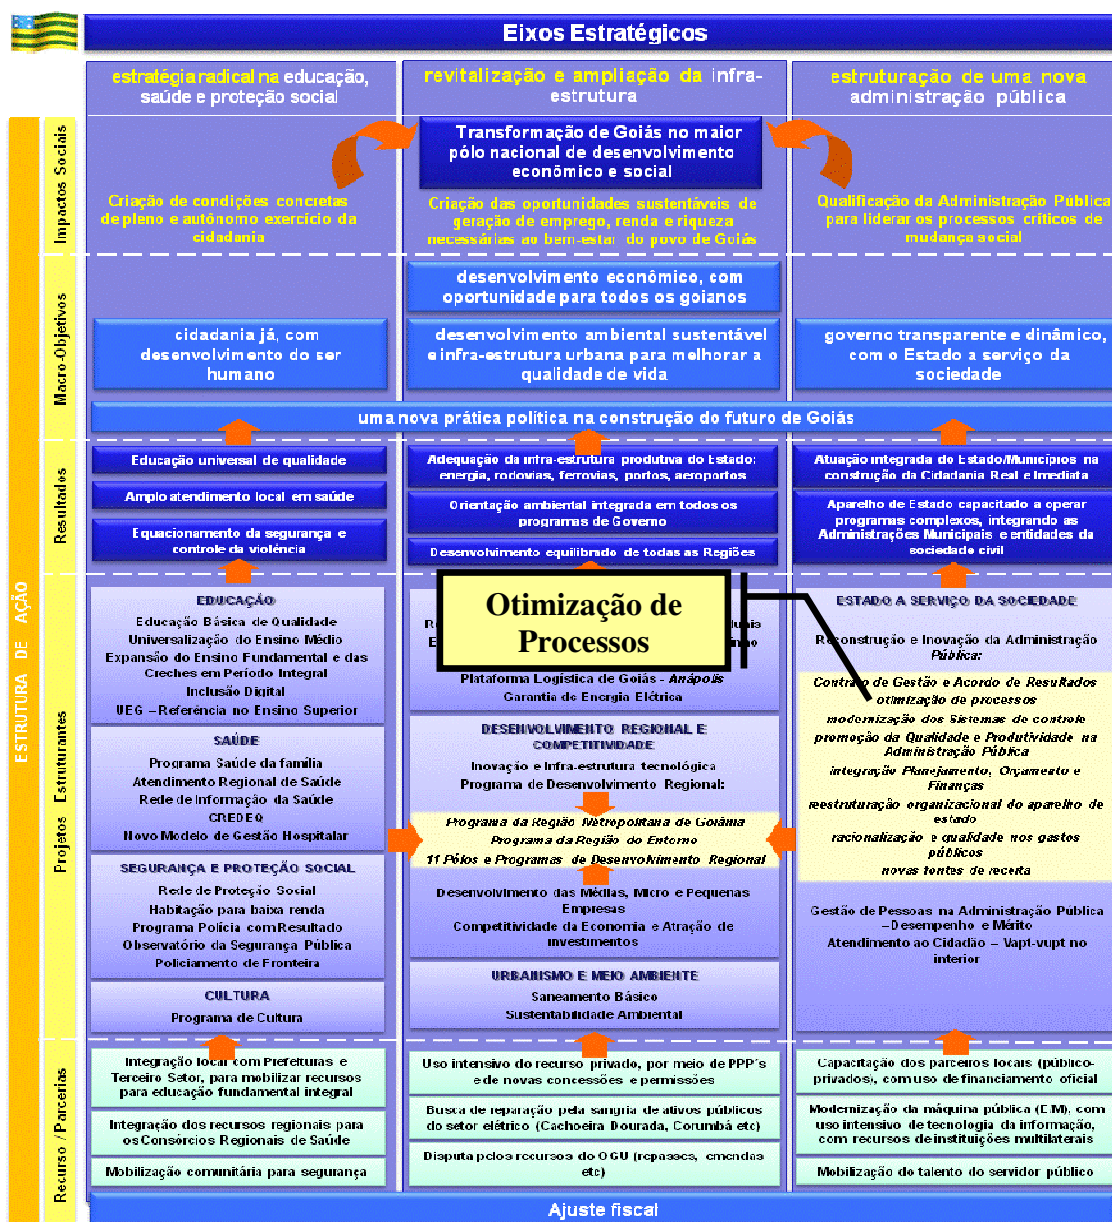 Eixos Estratégicos
estratégia radical na educação,
saúde e proteção social
revitalização e ampliação da infra-
estrutura
estruturação de uma nova
administração pública
ESTRUTURA DE AÇÃO
Impactos Sociais
Transformação de Goiás no maior
pólo nacional de desenvolvimento
econômico e social
Criação de condições concretas
de pleno e autônomo exercício da
cidadania
Criação das oportunidades sustentáveis de
geração de emprego, renda e riqueza
necessárias ao bem-estar do povo de Goiás
Qualificação da Administração Pública
para liderar os processos críticos de
mudança social
Macro-Objetivos
desenvolvimento econômico, com
oportunidade para todos os goianos
cidadania já, com
desenvolvimento do ser
humano
desenvolvimento ambiental sustentável
e infra-estrutura urbana para melhorar a
qualidade de vida
governo transparente e dinâmico,
com o Estado a serviço da
sociedade
uma nova prática política na construção do futuro de Goiás
Resultados
Educação universal de qualidade
Amplo atendimento local em saúde
Equacionamento da segurança e
controle da violência
Adequação da infra-estrutura produtiva do Estado:
energia, rodovias, ferrovias, portos, aeroportos
Orientação ambiental integrada em todos os
programas de Governo
Desenvolvimento equilibrado de todas as Regiões
Atuação integrada do Estado/Municípios na
construção da Cidadania Real e Imediata
Aparelho de Estado capacitado a operar
programas complexos, integrando as
Administrações Municipais e entidades da
sociedade civil
Projetos Estruturantes
EDUCAÇÃO
Educação Básica de Qualidade
Universalização do Ensino Médio
Expansão do Ensino Fundamental e das
Creches em Período Integral
Inclusão Digital
UEG – Referência no Ensino Superior
SAÚDE
Programa Saúde da família
Atendimento Regional de Saúde
Rede de Informação da Saúde
CREDEQ
Novo Modelo de Gestão Hospitalar
SEGURANÇA E PROTEÇÃO SOCIAL
Rede de Proteção Social
Habitação para baixa renda
Programa Polícia com Resultado
Observatório da Segurança Pública
Policiamento de Fronteira
CULTURA
Programa de Cultura
Otimização de
Processos
Plataforma Logística de Goiás - Anápolis
Garantia de Energia Elétrica
DESENVOLVIMENTO REGIONAL E
COMPETITIVIDADE
Inovação e Infra-estrutura tecnológica
Programa de Desenvolvimento Regional:
Programa da Região Metropolitana de Goiânia
Programa da Região do Entorno
11 Pólos e Programas de Desenvolvimento Regional
Desenvolvimento das Médias, Micro e Pequenas
Empresas
Competitividade da Economia e Atração de
investimentos
URBANISMO E MEIO AMBIENTE
Saneamento Básico
Sustentabilidade Ambiental
ESTADO A SERVIÇO DA SOCIEDADE
Reconstrução e Inovação da Administração
Pública:
Contrato de Gestão e Acordo de Resultados
otimização de processos
modernização dos Sistemas de controle
promoção da Qualidade e Produtividade na
Administração Pública
integração Planejamento, Orçamento e
Finanças
reestruturação organizacional do aparelho de
estado
racionalização e qualidade nos gastos
públicos
novas fontes de receita
Gestão de Pessoas na Administração Pública
–Desempenho e Mérito
Atendimento ao Cidadão – Vapt-vupt no
interior
Recurso / Parcerias
Integração local com Prefeituras e
Terceiro Setor, para mobilizar recursos
para educação fundamental integral
Integração dos recursos regionais para
os Consórcios Regionais de Saúde
Mobilização comunitária para segurança
Uso intensivo do recurso privado, por meio de PPP´s
e de novas concessões e permissões
Busca de reparação pela sangria de ativos públicos
do setor elétrico (Cachoeira Dourada, Corumbá etc)
Disputa pelos recursos do OGU (repasses, emendas
etc)
Capacitação dos parceiros locais (público-
privados), com uso de financiamento oficial
Modernização da máquina pública (E/M), com
uso intensivo de tecnologia da informação,
com recursos de instituições multilaterais
Mobilização do talento do servidor público
Ajuste fiscal